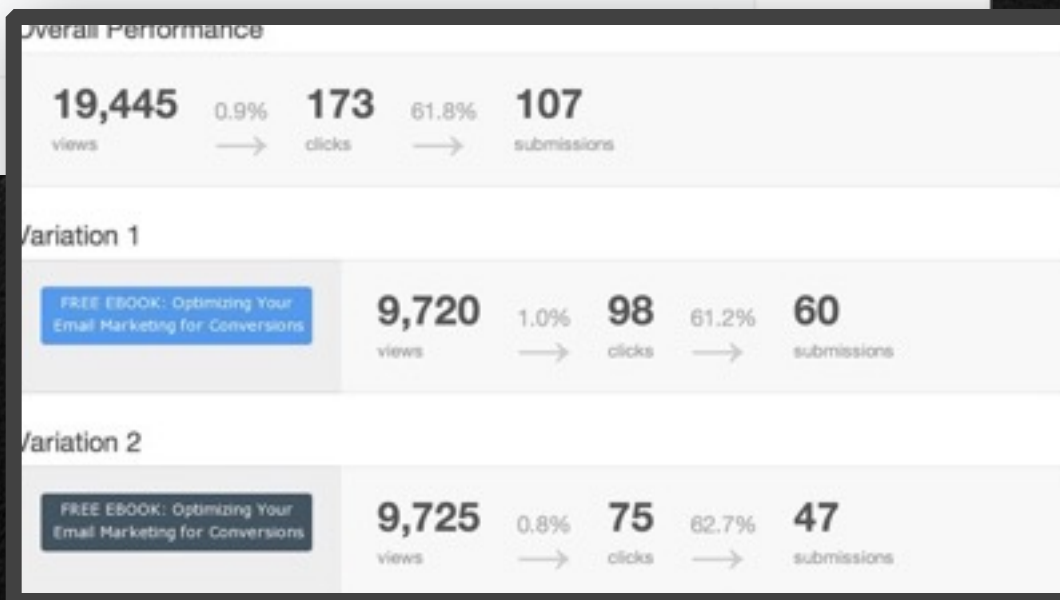 Overall Performance
19,445 0.9% 173 61.8% 107
views clicks submissions
Variation 1
FREE EBOOK: Optimizing Your
Email Marketing for Conversions
9,720 1.0% 98 61.2% 60
views clicks submissions
Variation 2
FREE EBOOK: Optimizing Your
Email Marketing for Conversions
9,725 0.8% 75 62.7% 47
views clicks submissions